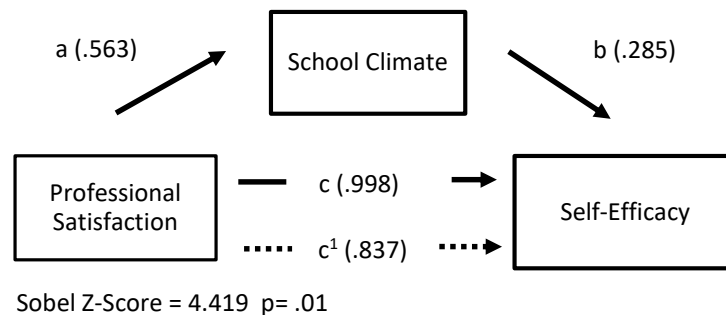 a (.563)
School Climate
b (.285)
Professional
Satisfaction
c (.998)
Self-Efficacy
c¹ (.837)
Sobel Z-Score = 4.419 p= .01